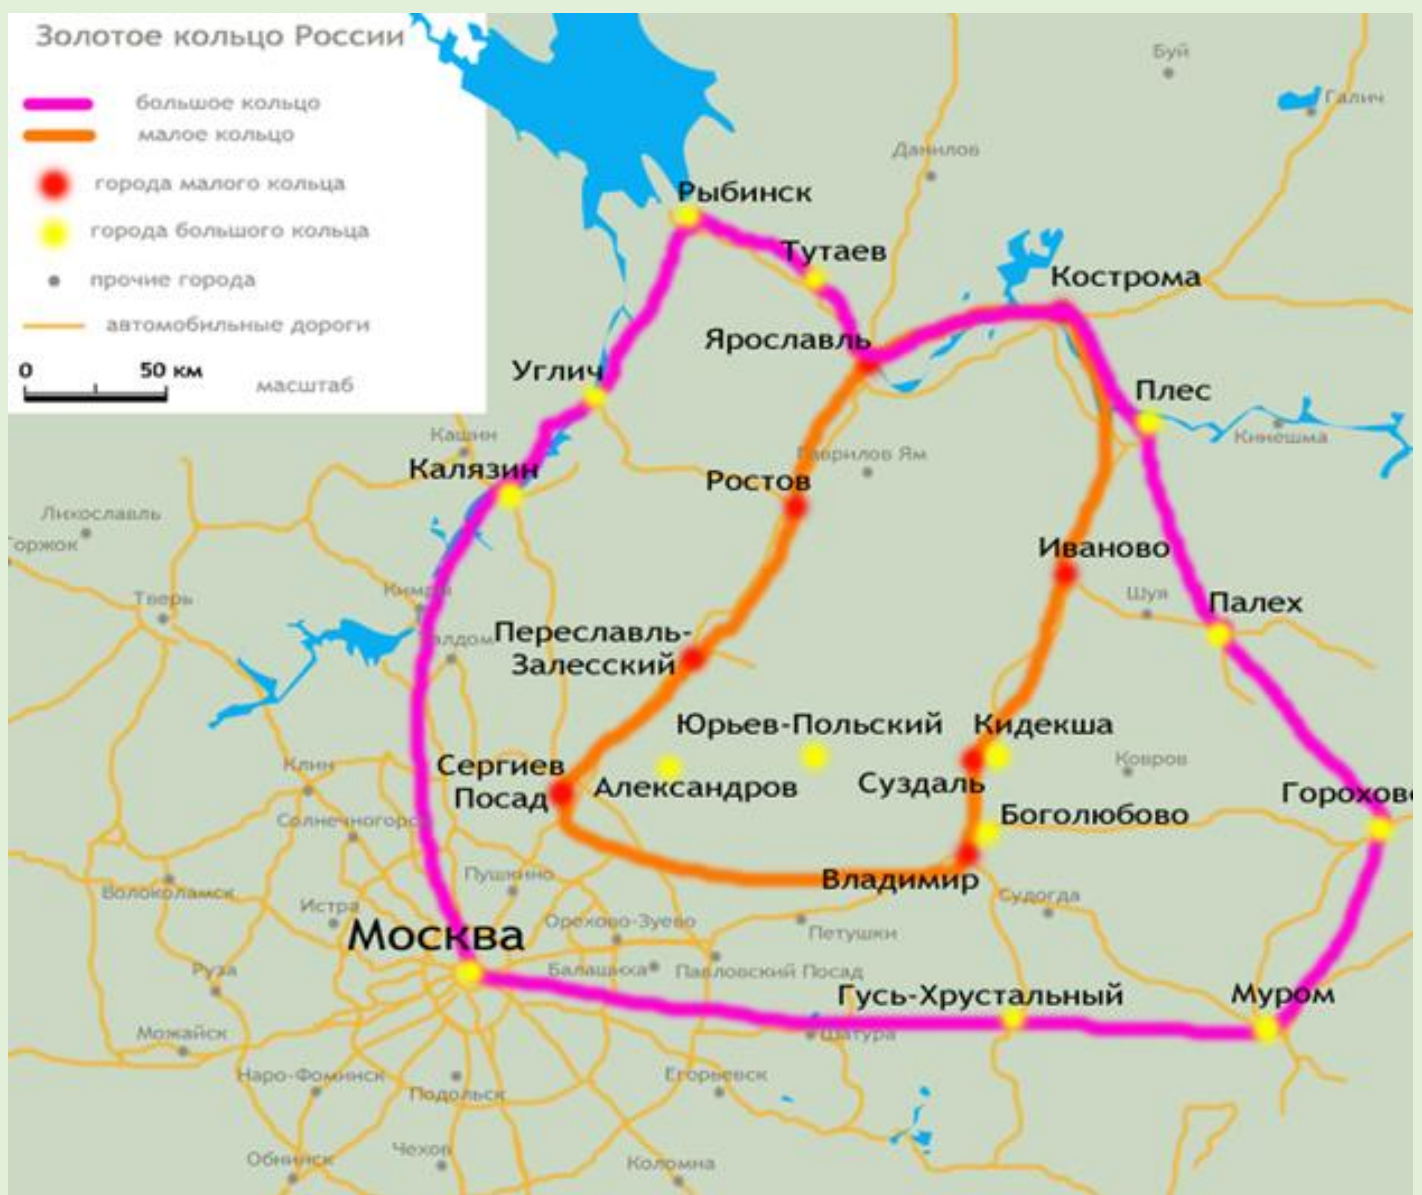 Золотое кольцо России
большое кольцо
малое кольцо
города малого кольца
города большого кольца
прочие города
автомобильные дороги
0 50 км
масштаб
Буй
Галич
Данилов
Рыбинск
Тутаев
Кострома
Ярославль
Углич
Плес
Кинешма
Кашин
Калязин
Гаврилов Ям
Ростов
Лихославль
Торжок
Иваново
Тверь
Кимры
Шуя
Палех
Талдом
Переславль-
Залесский
Юрьев-Польский
Кидекша
Клин
Сергиев
Посад
Александров
Суздаль
Ковров
Горохове
Солнечногорс
Боголюбово
Волоколамск
Пушкино
Владимир
Истра
Судогда
Москва
Орехово-Зуево
Петушки
Руза
Балашиха
Павловский Посад
Гусь-Хрустальный
Муром
Можайск
Шатура
Наро-Фоминск
Подольск
Егорьевск
Чехов
Обнинск
Коломна